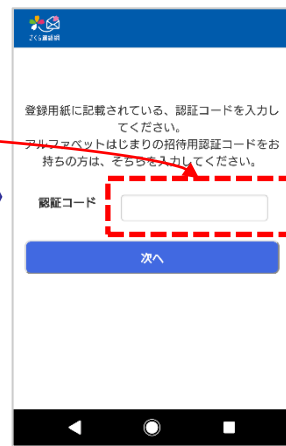 さくら連絡網
登録用紙に記載されている、認証コードを入力し
てください。
アルファベットはじまりの招待用認証コードをお
持ちの方は、そちらを入力してください。
認証コード
次へ